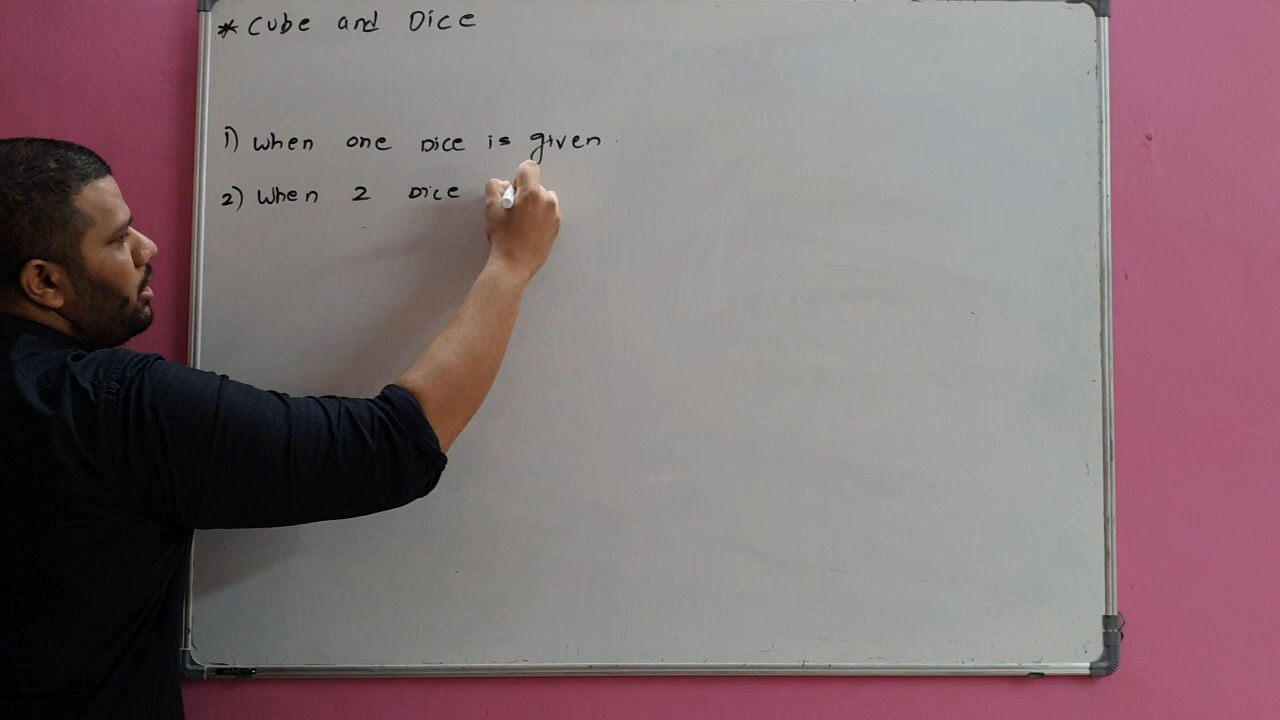 * Cube and Dice
1) When one Dice is given.
2) When 2 Dice